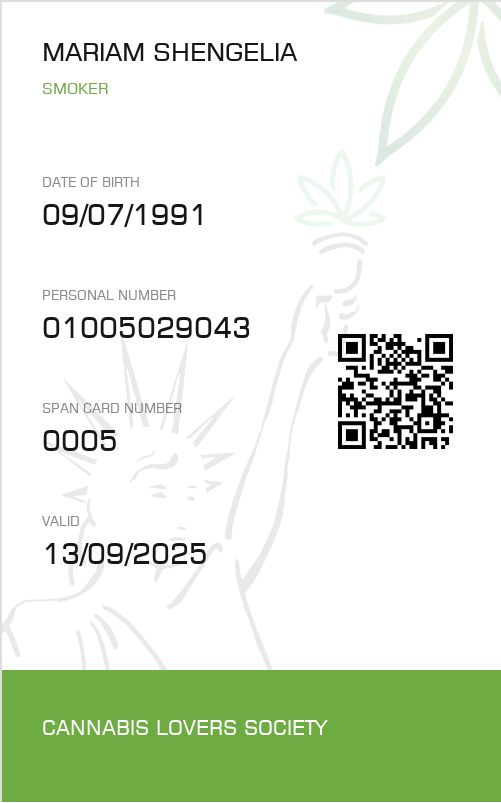 MARIAM SHENGELIA
SMOKER
DATE OF BIRTH
09/07/1991
PERSONAL NUMBER
01005029043
SPAN CARD NUMBER
0005
VALID
13/09/2025
CANNABIS LOVERS SOCIETY